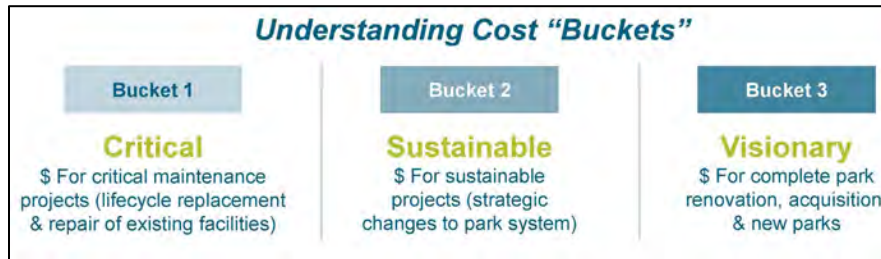 Understanding Cost “Buckets”
Bucket 1
Critical
$ For critical maintenance
projects (lifecycle replacement
& repair of existing facilities)
Bucket 2
Sustainable
$ For sustainable
projects (strategic
changes to park system)
Bucket 3
Visionary
$ For complete park
renovation, acquisition
& new parks